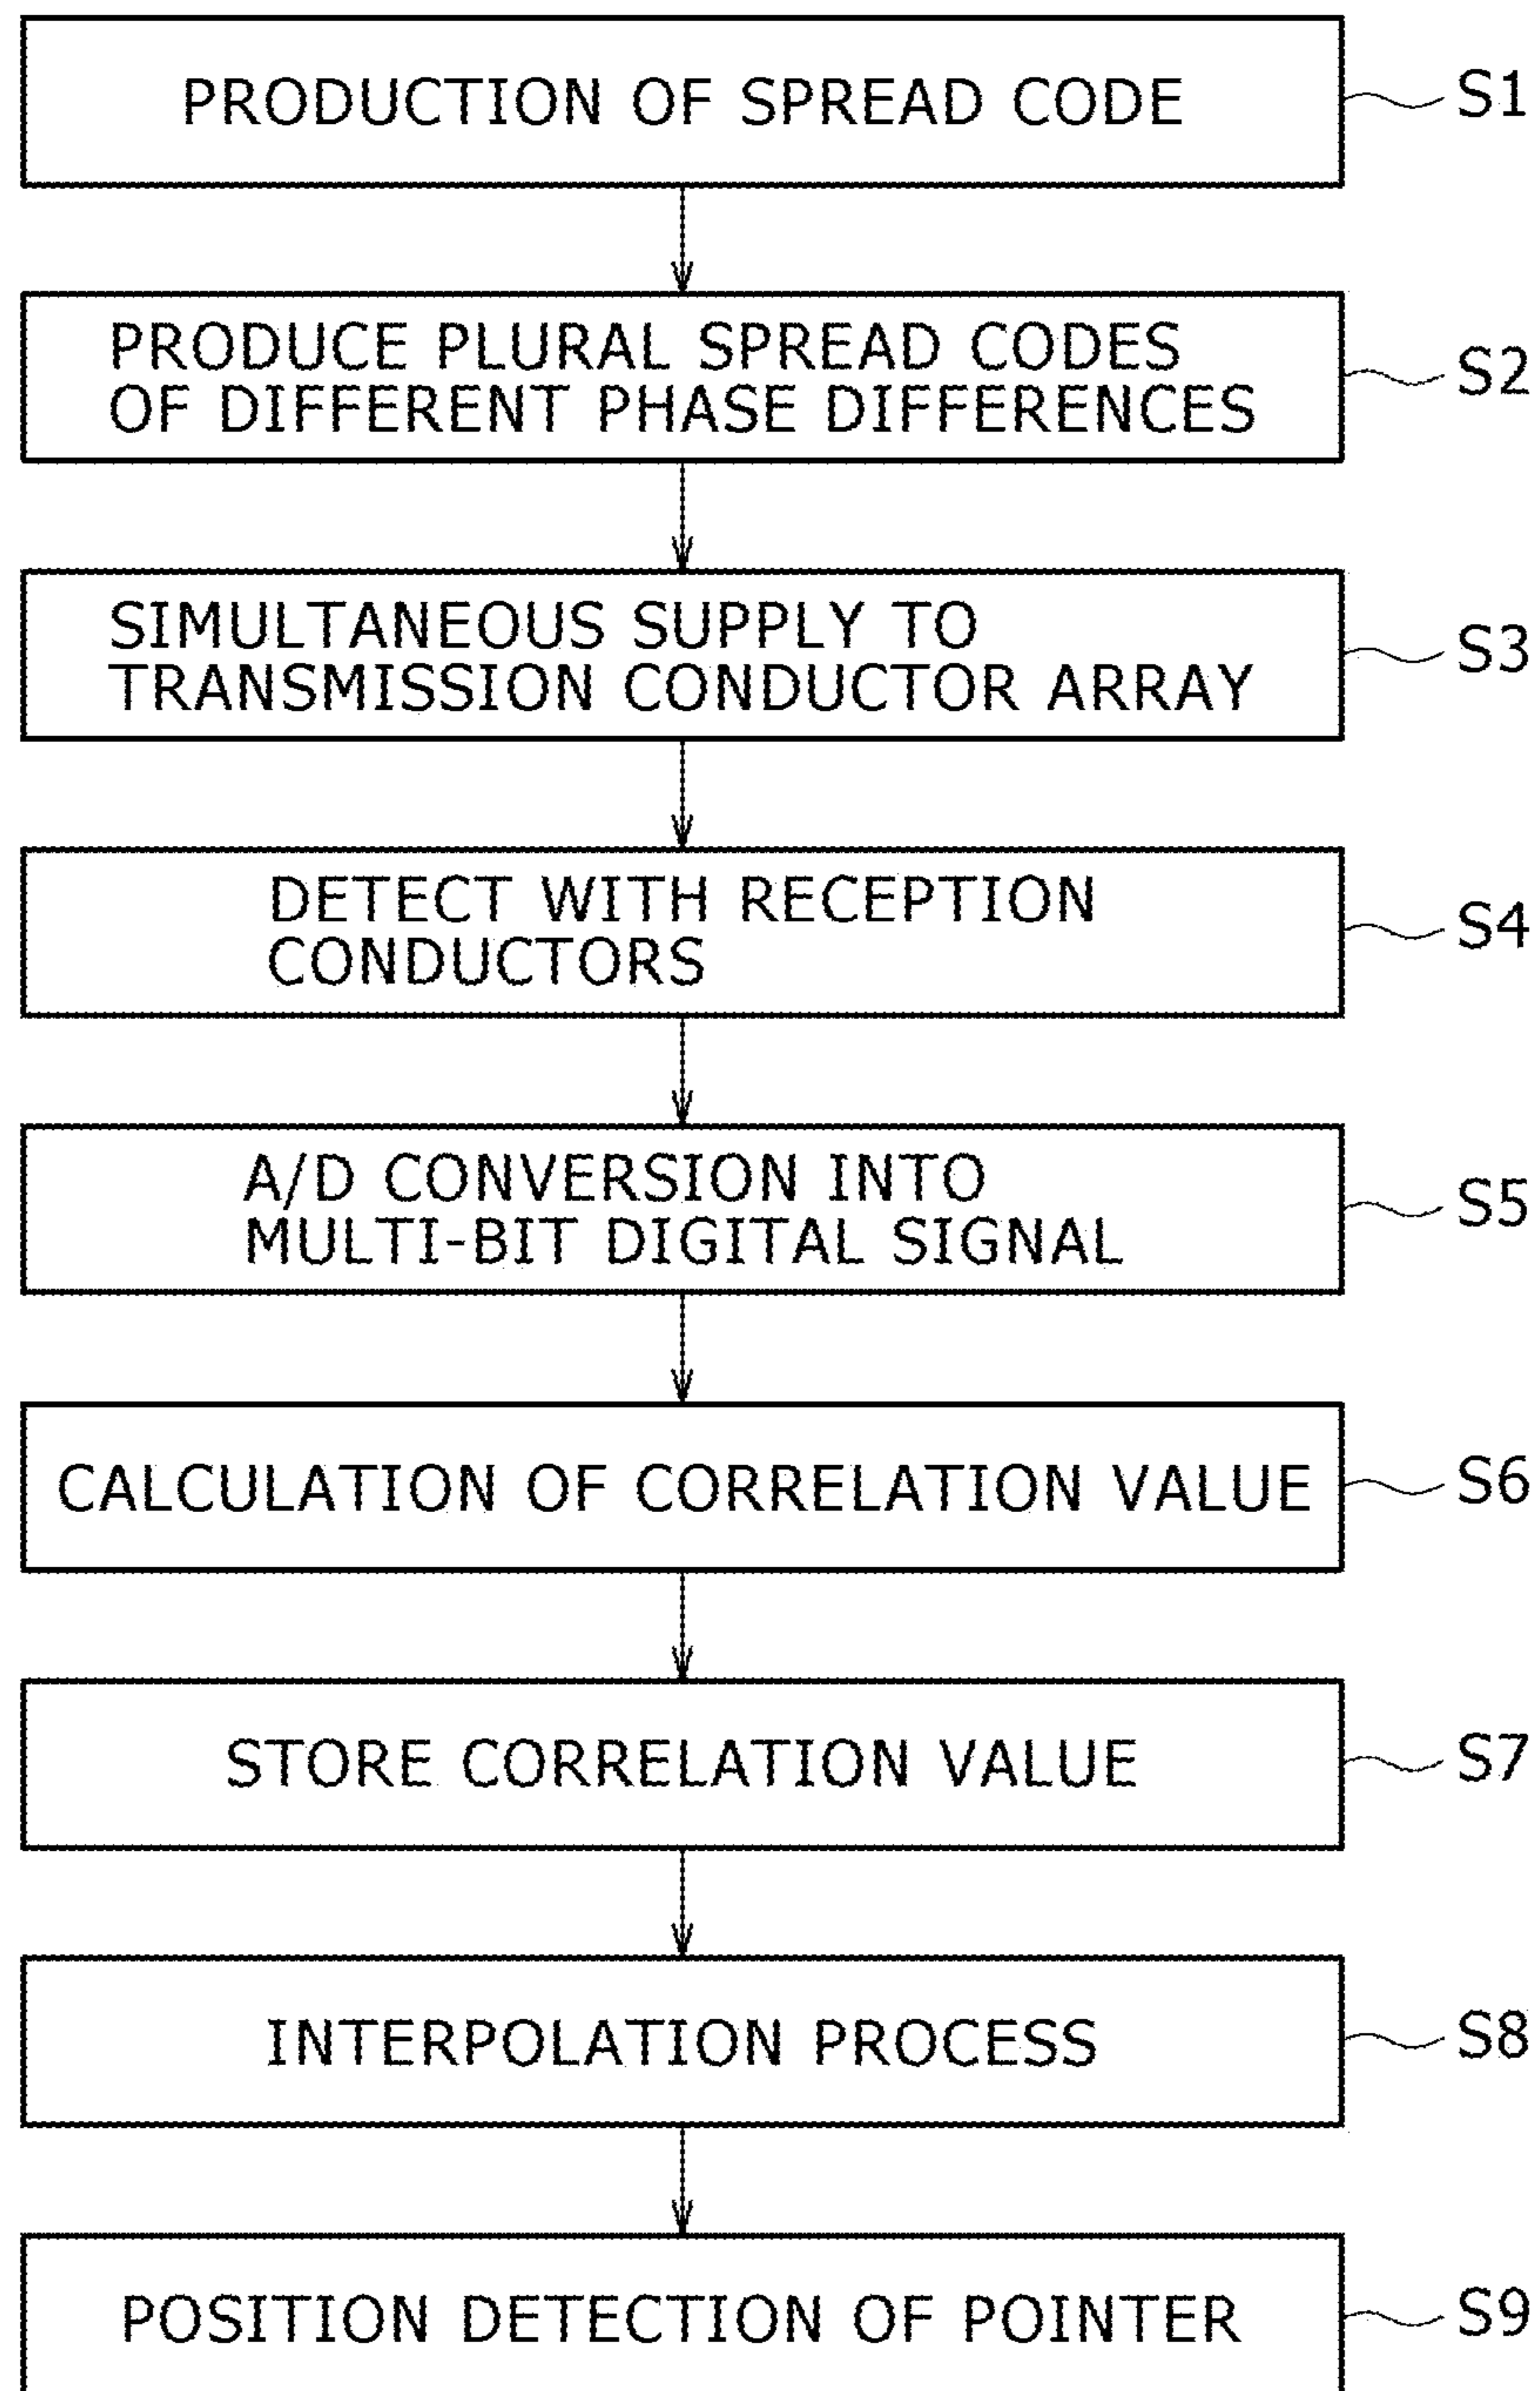 PRODUCTION OF SPREAD CODE
S1
PRODUCE PLURAL SPREAD CODES
OF DIFFERENT PHASE DIFFERENCES
S2
SIMULTANEOUS SUPPLY TO
TRANSMISSION CONDUCTOR ARRAY
S3
DETECT WITH RECEPTION
CONDUCTORS
S4
A/D CONVERSION INTO
MULTI-BIT DIGITAL SIGNAL
S5
CALCULATION OF CORRELATION VALUE
S6
STORE CORRELATION VALUE
S7
INTERPOLATION PROCESS
S8
POSITION DETECTION OF POINTER
S9